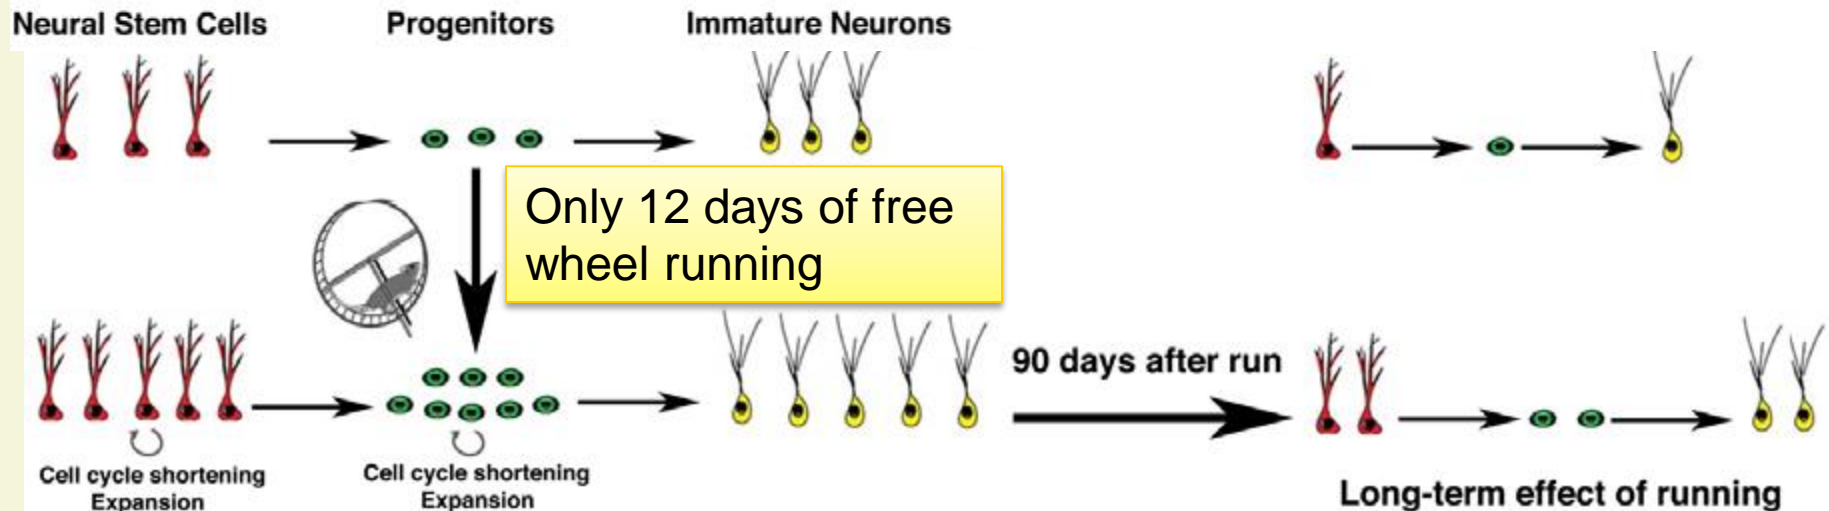 Neural Stem Cells
Progenitors
Immature Neurons
Only 12 days of free
wheel running
90 days after run
Cell cycle shortening
Expansion
Cell cycle shortening
Expansion
Long-term effect of running